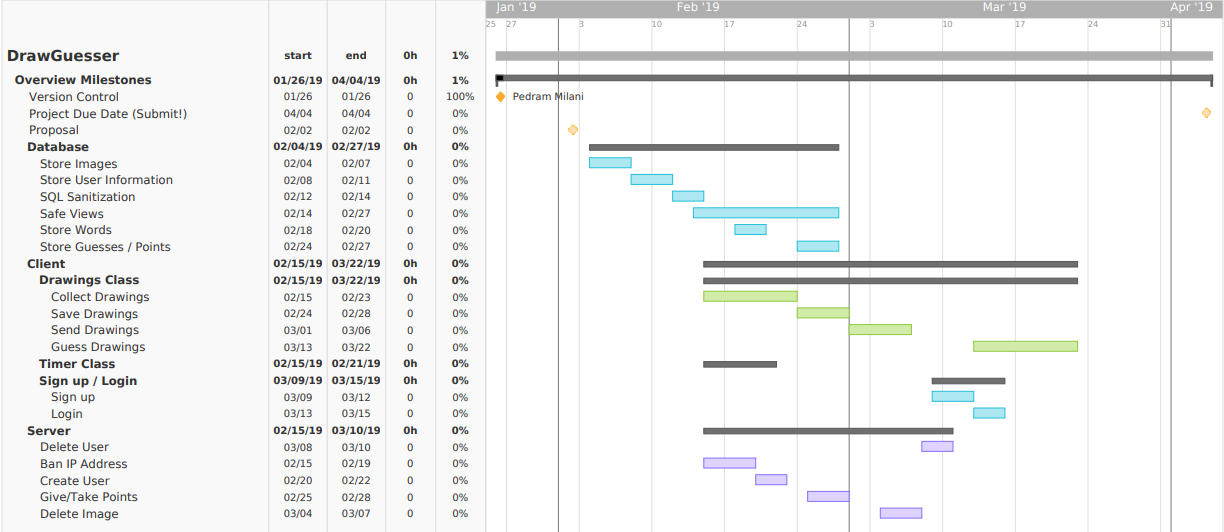 Jan '19 Feb '19 Mar '19 Apr '19
25 27 3 10 17 24 3 10 17 24 31
DrawGuesser start end 0h 1%
Overview Milestones 01/26/19 04/04/19 0h 1%
Version Control 01/26 01/26 0 100% Pedram Milani
Project Due Date (Submit!) 04/04 04/04 0 0%
Proposal 02/02 02/02 0 0%
Database 02/04/19 02/27/19 0h 0%
Store Images 02/04 02/07 0 0%
Store User Information 02/08 02/11 0 0%
SQL Sanitization 02/12 02/14 0 0%
Safe Views 02/14 02/27 0 0%
Store Words 02/18 02/20 0 0%
Store Guesses / Points 02/24 02/27 0 0%
Client 02/15/19 03/22/19 0h 0%
Drawings Class 02/15/19 03/22/19 0h 0%
Collect Drawings 02/15 02/23 0 0%
Save Drawings 02/24 02/28 0 0%
Send Drawings 03/01 03/06 0 0%
Guess Drawings 03/13 03/22 0 0%
Timer Class 02/15/19 02/21/19 0h 0%
Sign up / Login 03/09/19 03/15/19 0h 0%
Sign up 03/09 03/12 0 0%
Login 03/13 03/15 0 0%
Server 02/15/19 03/10/19 0h 0%
Delete User 03/08 03/10 0 0%
Ban IP Address 02/15 02/19 0 0%
Create User 02/20 02/22 0 0%
Give/Take Points 02/25 02/28 0 0%
Delete Image 03/04 03/07 0 0%